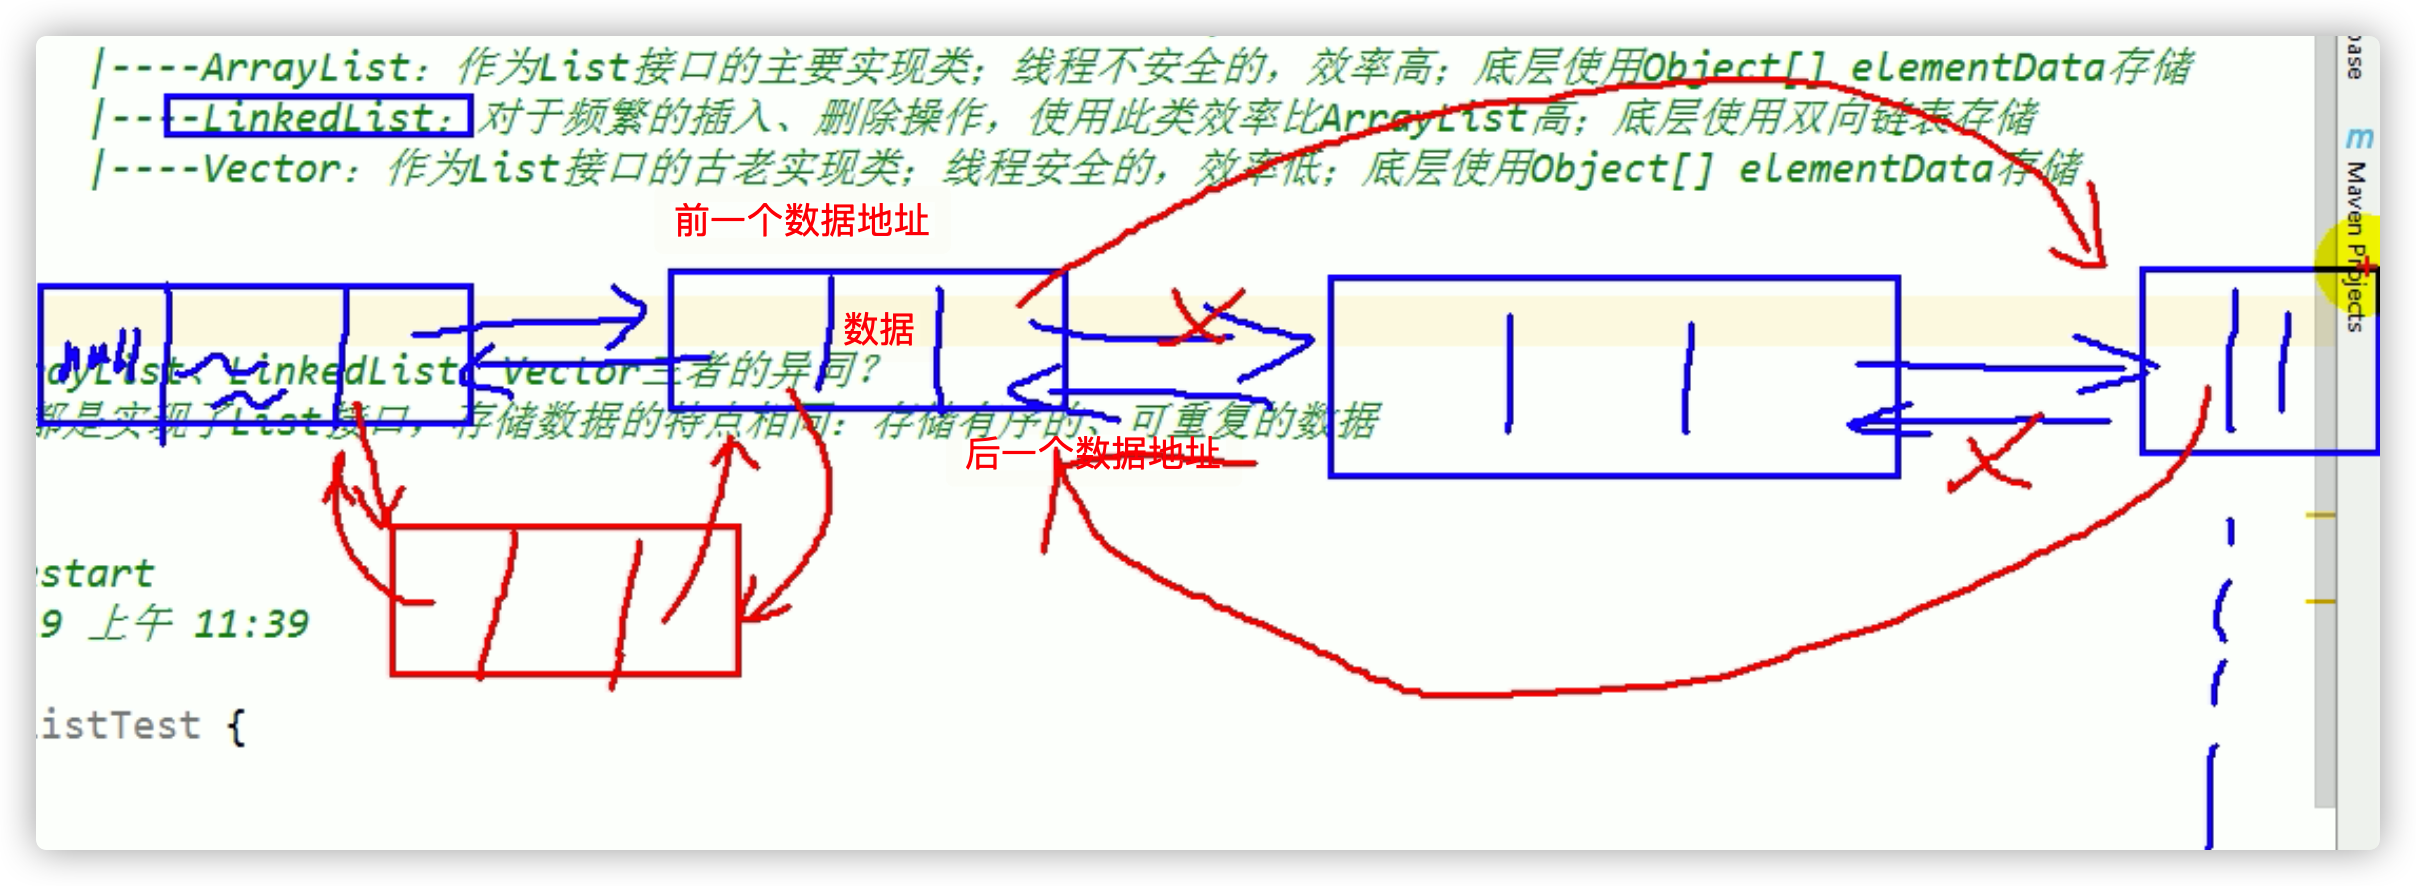 |----ArrayList：作为List接口的主要实现类；线程不安全的，效率高；底层使用Object[] elementData存储
|----LinkedList：对于频繁的插入、删除操作，使用此类效率比ArrayList高；底层使用双向链表存储
|----Vector：作为List接口的古老实现类；线程安全的，效率低；底层使用Object[] elementData存储
前一个数据地址
数据
null
ayList、LinkedList、Vector三者的异同？
都是实现了List接口，存储数据的特点相同：存储有序的、可重复的数据
后一个数据地址
start
9 上午 11:39
istTest {
base
m Maven Projects